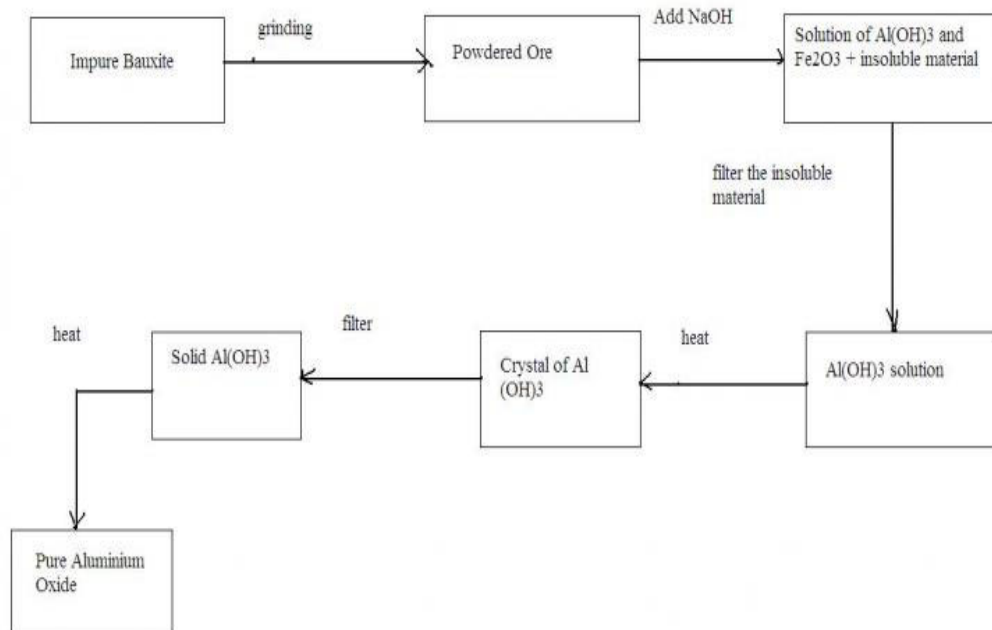 Impure Bauxite
grinding
Powdered Ore
Add NaOH
Solution of Al(OH)3 and
Fe2O3 + insoluble material
filter the insoluble
material
Al(OH)3 solution
heat
Crystal of Al
(OH)3
filter
Solid Al(OH)3
heat
Pure Aluminium
Oxide